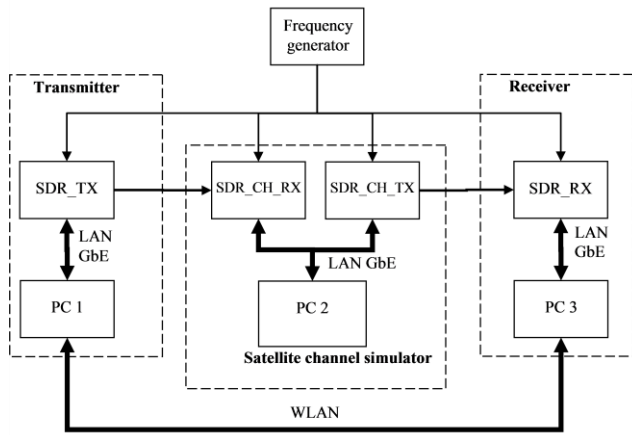 Frequency
generator
Transmitter
Receiver
SDR_TX
SDR_CH_RX
SDR_CH_TX
SDR_RX
LAN
GbE
LAN GbE
LAN
GbE
PC 1
PC 2
PC 3
Satellite channel simulator
WLAN